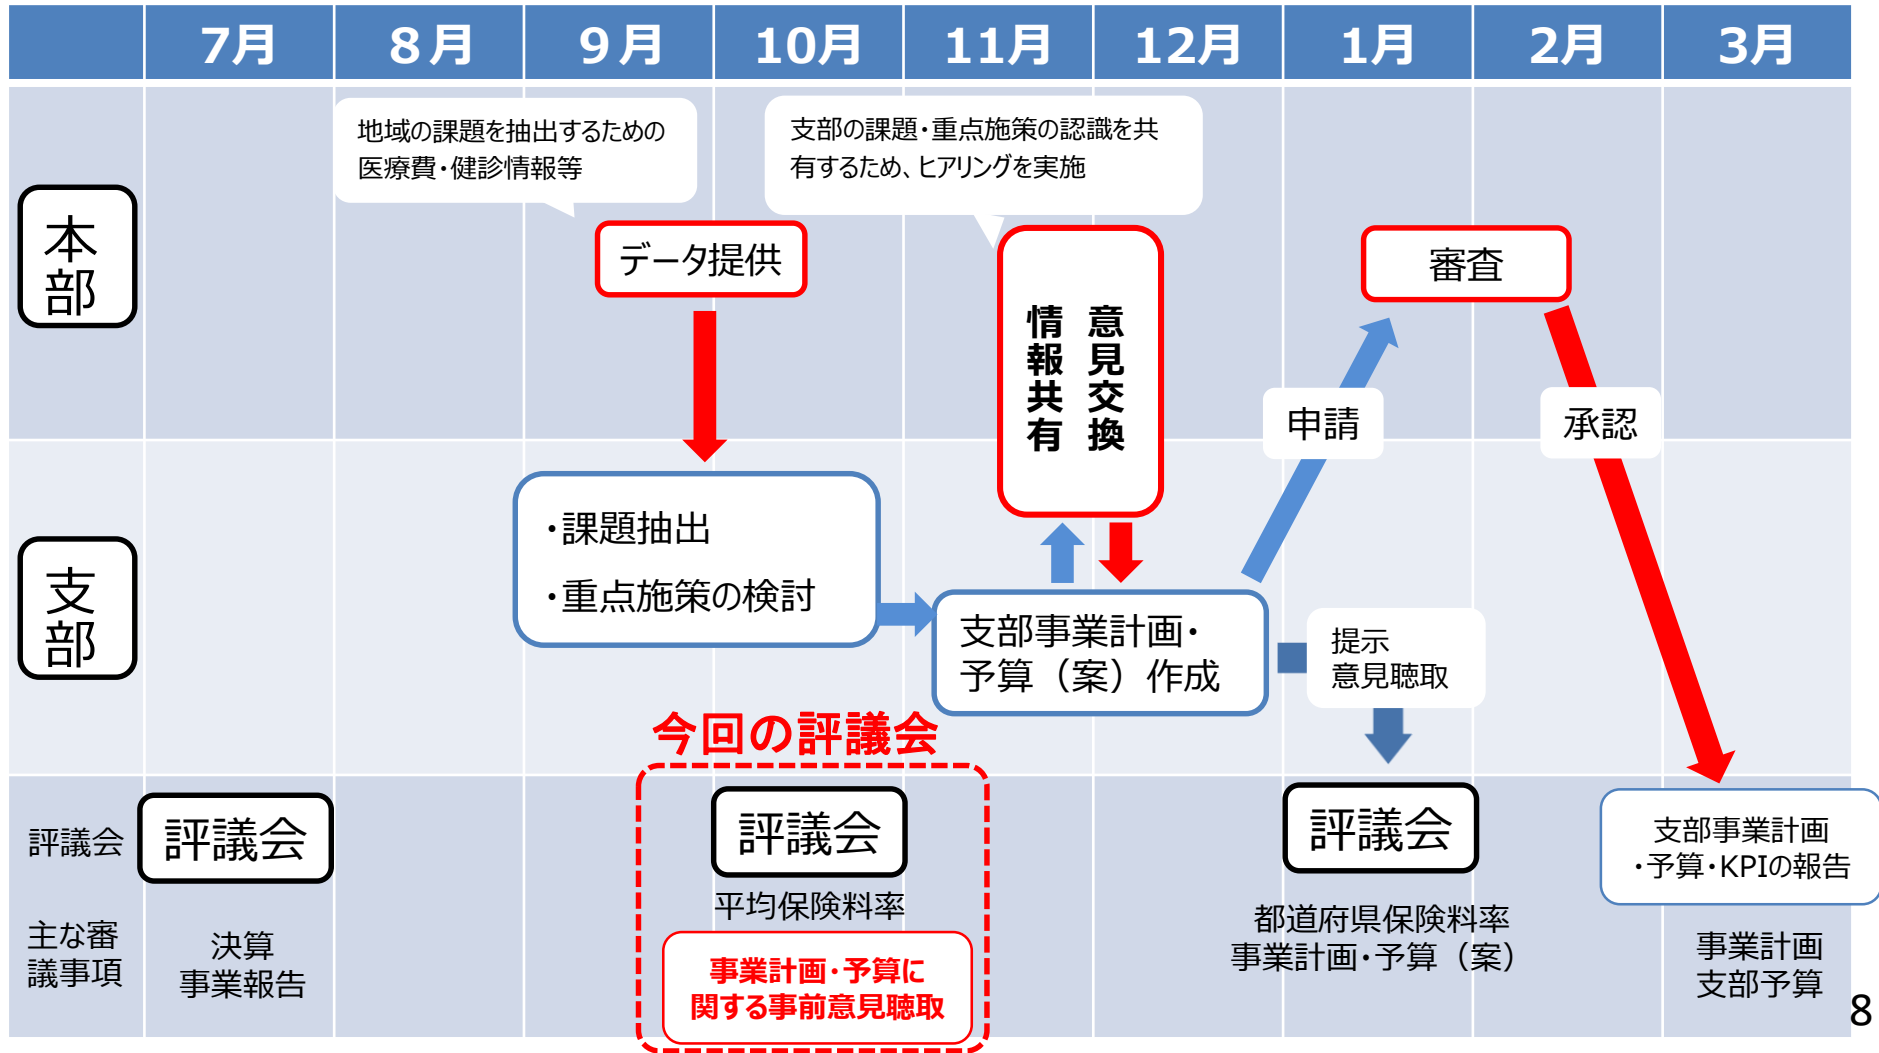 7月
8月
9月
10月
11月
12月
1月
2月
3月
地域の課題を抽出するための
医療費・健診情報等
支部の課題・重点施策の認識を共
有するため、ヒアリングを実施
本部
データ提供
意見交換
情報共有
審査
申請
承認
支部
・課題抽出
・重点施策の検討
支部事業計画・
予算（案）作成
提示
意見聴取
今回の評議会
評議会
評議会
評議会
評議会
支部事業計画
・予算・KPIの報告
主な審
議事項
決算
事業報告
平均保険料率
事業計画・予算に
関する事前意見聴取
都道府県保険料率
事業計画・予算（案）
事業計画
支部予算
8